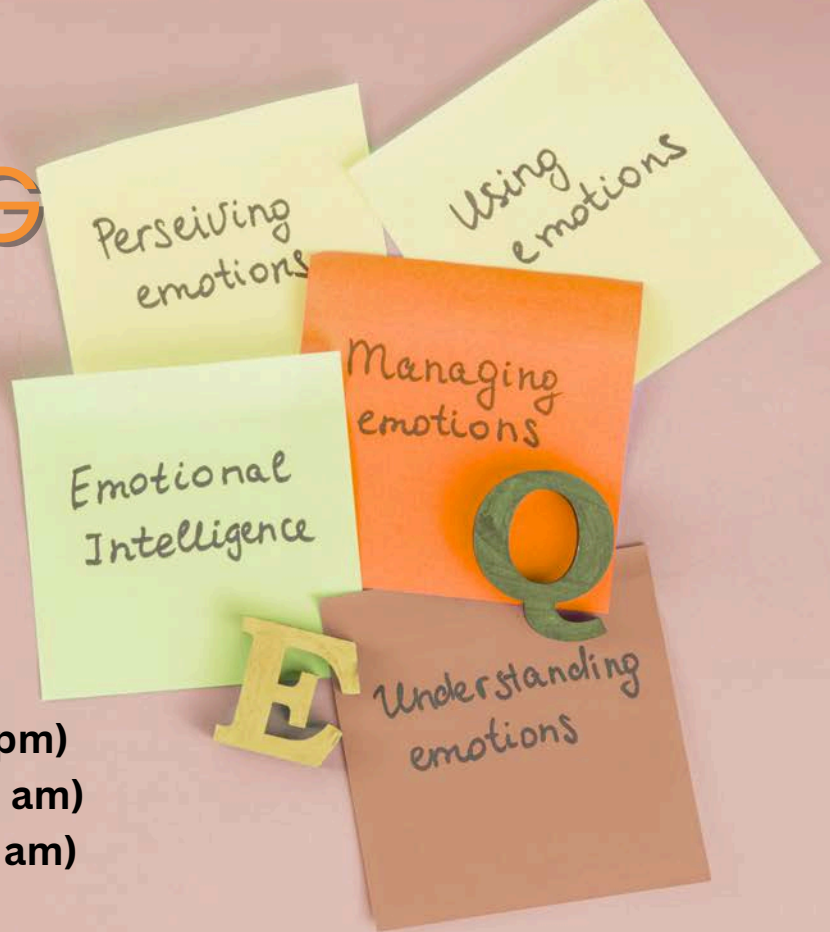 G
Perseiving
emotions
Using
emotions
Managing
emotions
Emotional
Intelligence
Q
E
Understanding
emotions
pm)
am)
am)